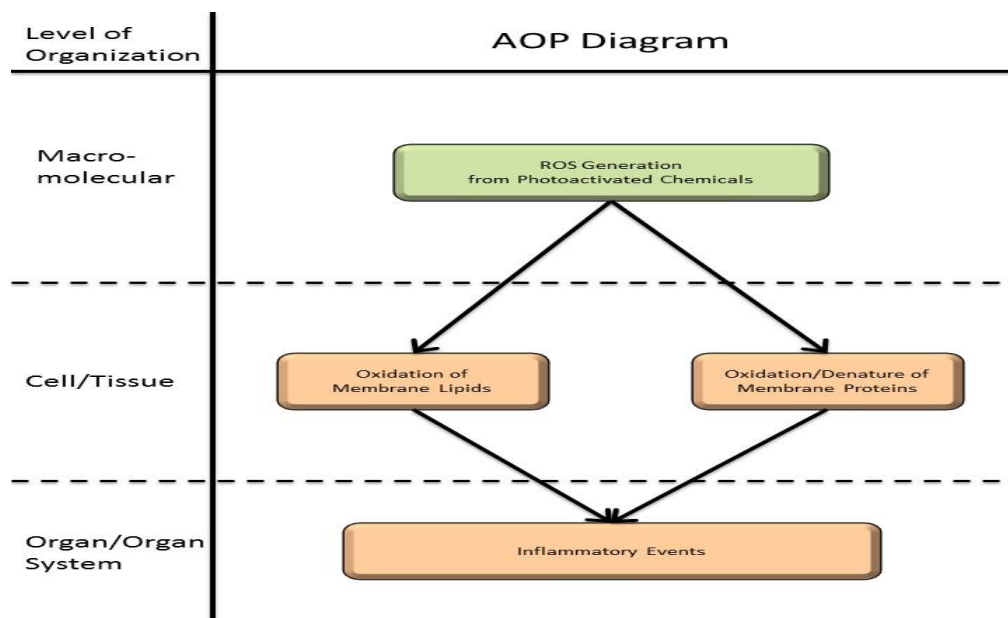 Level of
Organization
AOP Diagram
Macro-
molecular
ROS Generation
from Photoactivated Chemicals
Cell/Tissue
Oxidation of
Membrane Lipids
Oxidation/Denature of
Membrane Proteins
Organ/Organ
System
Inflammatory Events